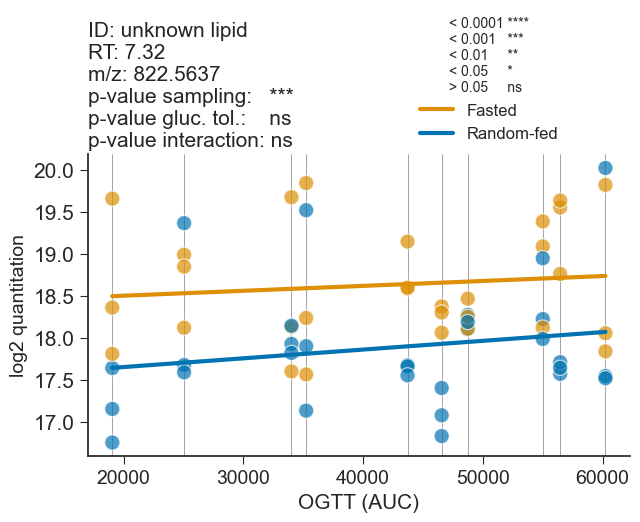 ID: unknown lipid
RT: 7.32
m/z: 822.5637
p-value sampling: ***
p-value gluc. tol.: ns
p-value interaction: ns
< 0.0001 ****
< 0.001 ***
< 0.01 **
< 0.05 *
> 0.05 ns
Fasted
Random-fed
20.0
19.5
19.0
18.5
18.0
17.5
17.0
log2 quantitation
20000 30000 40000 50000 60000
OGTT (AUC)